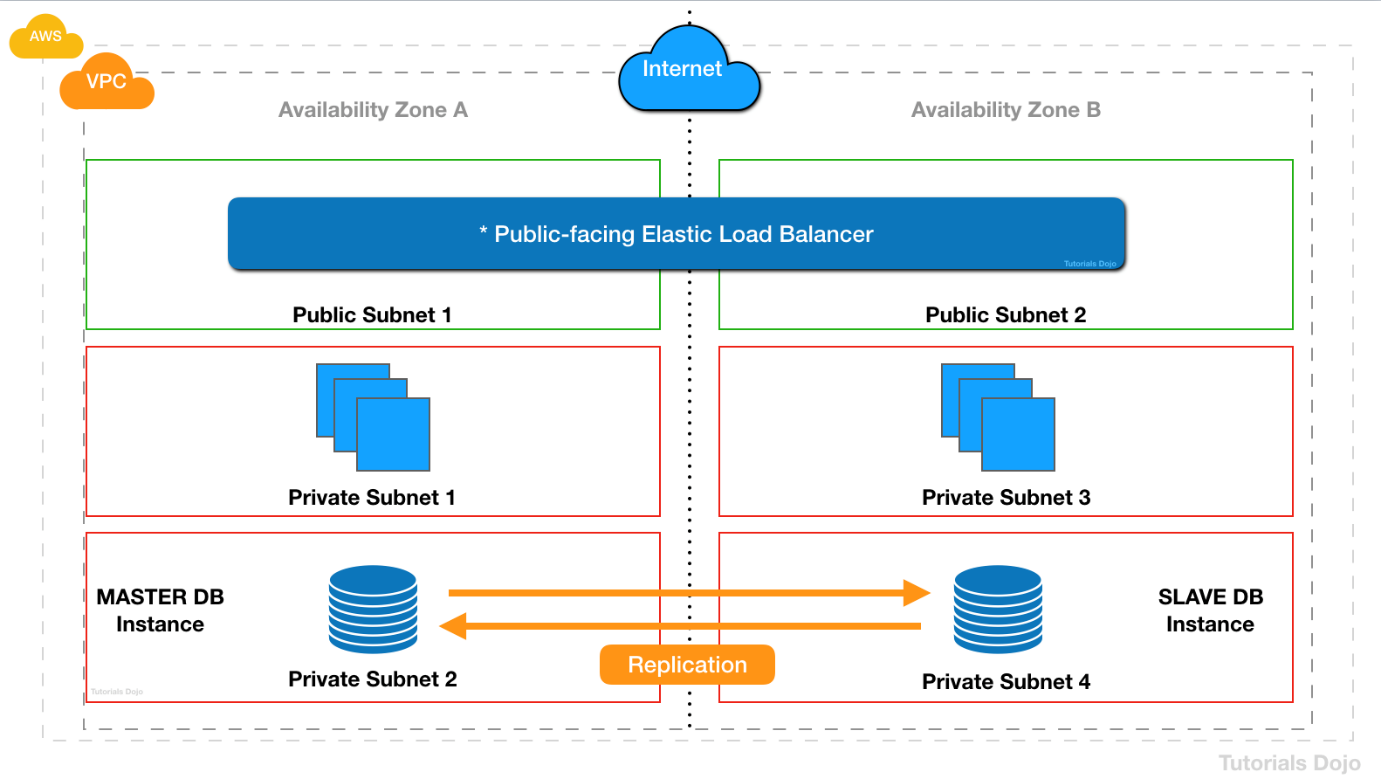 AWS
VPC
Internet
Availability Zone A
Availability Zone B
* Public-facing Elastic Load Balancer
Tutorials Dojo
Public Subnet 1
Public Subnet 2
Private Subnet 1
Private Subnet 3
MASTER DB
Instance
SLAVE DB
Instance
Replication
Private Subnet 2
Private Subnet 4
Tutorials Dojo
Tutorials Dojo